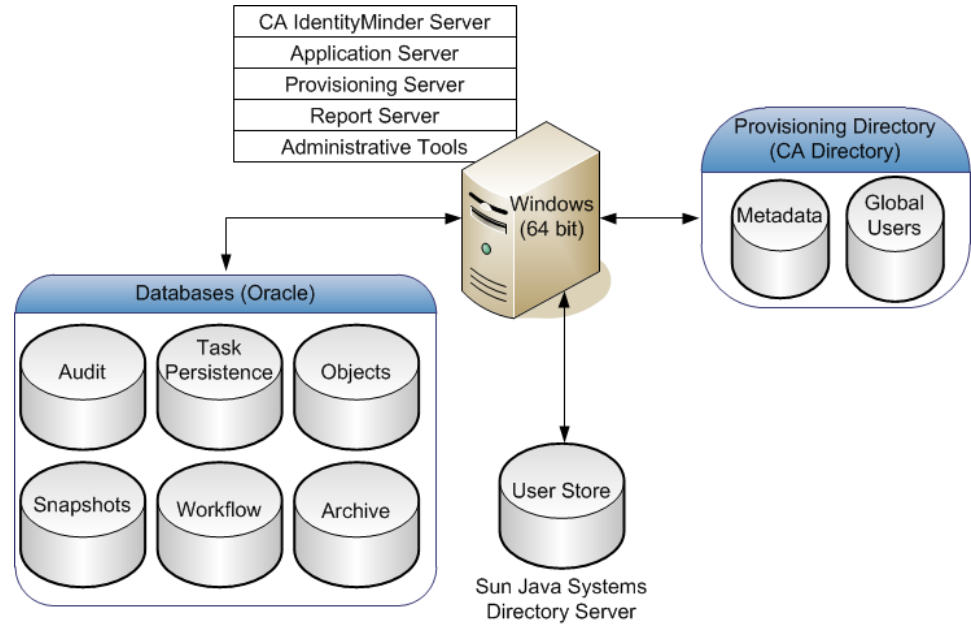 CA IdentityMinder Server
Application Server
Provisioning Server
Report Server
Administrative Tools
Windows
(64 bit)
Provisioning Directory
(CA Directory)
Metadata
Global
Users
Databases (Oracle)
Audit
Task
Persistence
Objects
Snapshots
Workflow
Archive
User Store
Sun Java Systems
Directory Server